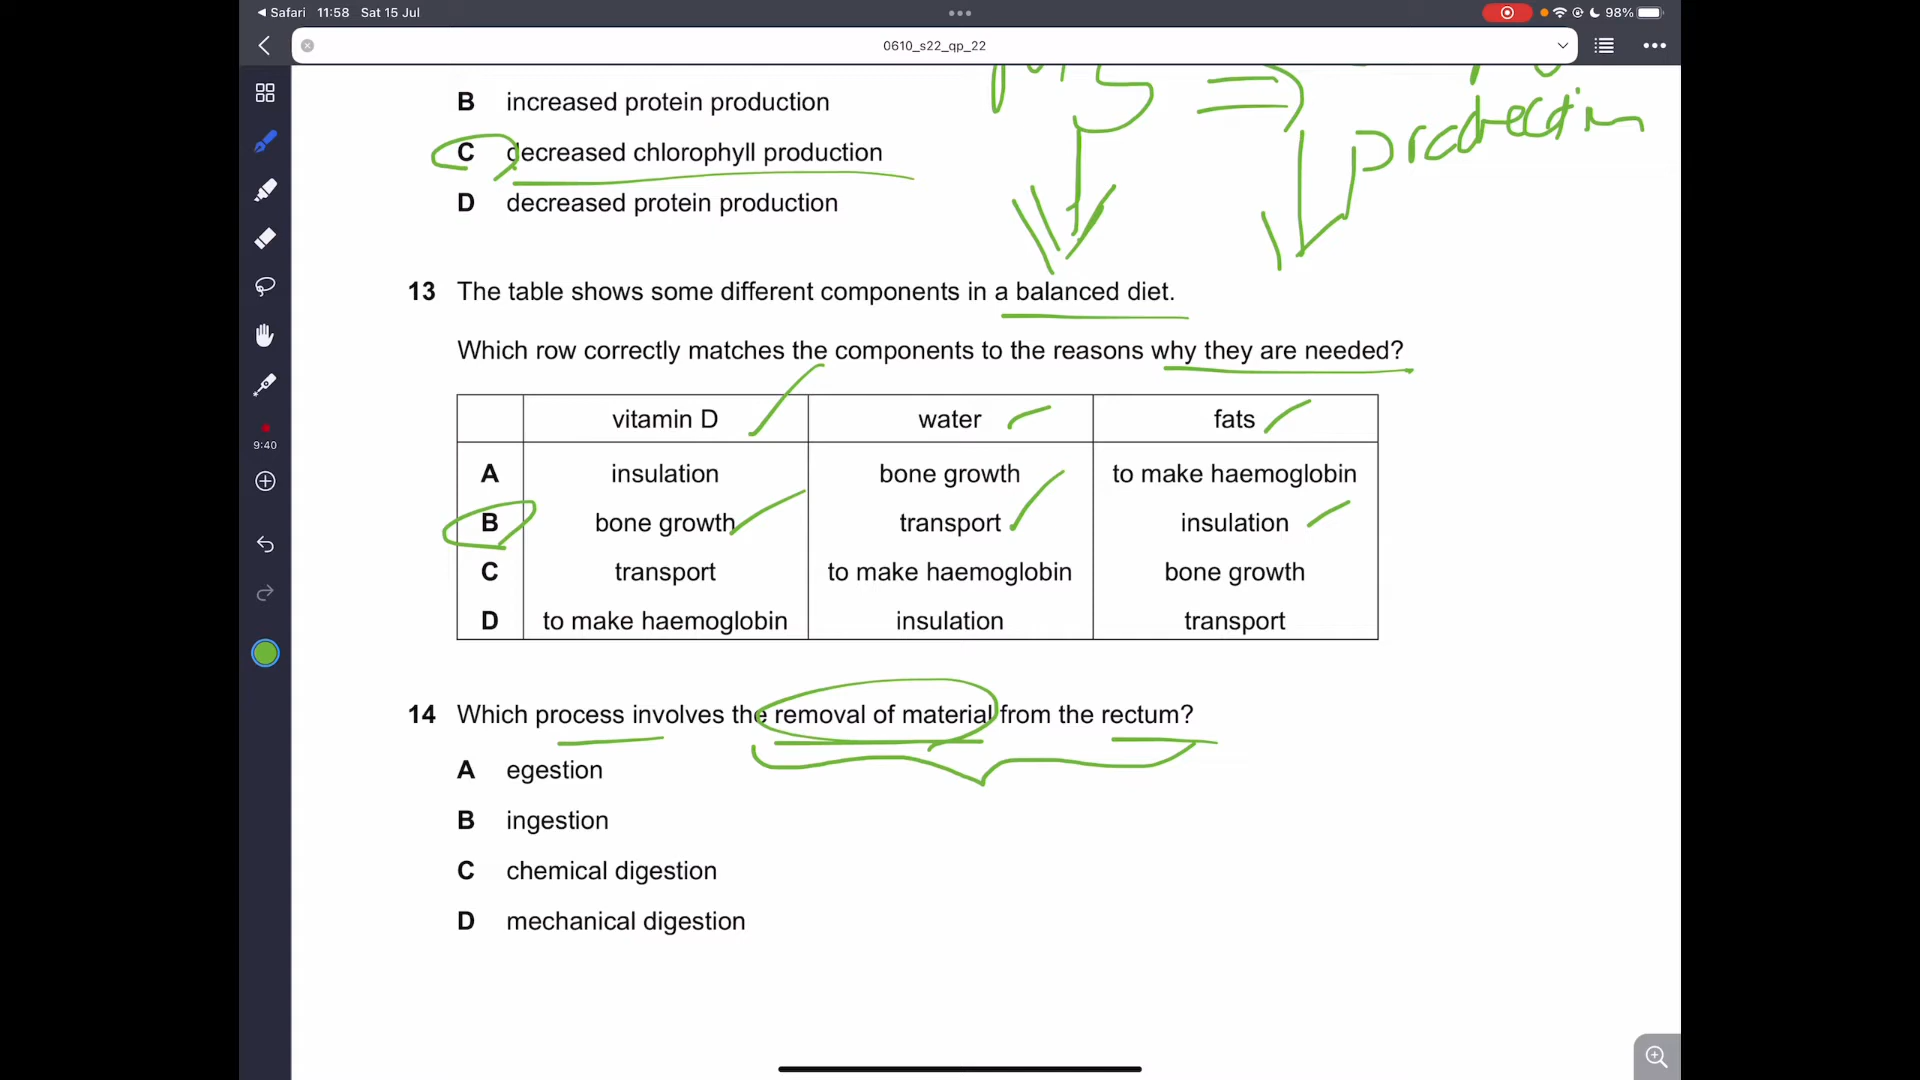 Safari 11:58 Sat 15 Jul
98%
0610_s22_qp_22
B increased protein production
production
C decreased chlorophyll production
D decreased protein production
13 The table shows some different components in a balanced diet.
Which row correctly matches the components to the reasons why they are needed?
vitamin D water fats
A insulation bone growth to make haemoglobin
B bone growth transport insulation
C transport to make haemoglobin bone growth
D to make haemoglobin insulation transport
9:40
14 Which process involves the removal of material from the rectum?
A egestion
B ingestion
C chemical digestion
D mechanical digestion